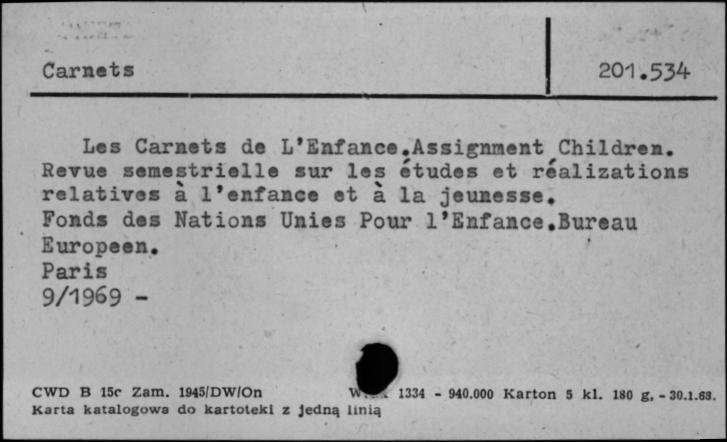 Carnets
201.534
Les Carnets de L'Enfance.Assignment Children.
Revue semestrielle sur les études et réalizations
relatives à l'enfance et à la jeunesse.
Fonds des Nations Unies Pour l'Enfance.Bureau
Europeen.
Paris
9/1969 -
CWD B 15c Zam. 1945/DW/On 1334 - 940.000 Karton 5 kl. 180 g. - 30.1.68.
Karta katalogowa do kartoteki z jedną linią